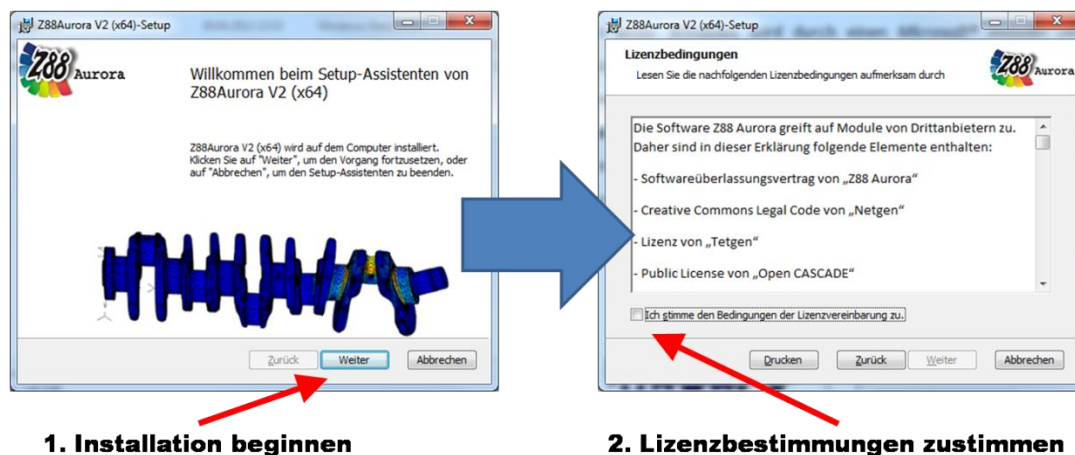 Z88Aurora V2 (x64)-Setup
Z88 Aurora
Willkommen beim Setup-Assistenten von
Z88Aurora V2 (x64)
Z88Aurora V2 (x64) wird auf dem Computer installiert.
Klicken Sie auf "Weiter", um den Vorgang fortzusetzen, oder
auf "Abbrechen", um den Setup-Assistenten zu beenden.
Zurück Weiter Abbrechen
1. Installation beginnen
Z88Aurora V2 (x64)-Setup
Lizenzbedingungen
Lesen Sie die nachfolgenden Lizenzbedingungen aufmerksam durch
Z88 Aurora
Die Software Z88 Aurora greift auf Module von Drittanbietern zu.
Daher sind in dieser Erklärung folgende Elemente enthalten:
- Softwareüberlassungsvertrag von „Z88 Aurora“
- Creative Commons Legal Code von „Netgen“
- Lizenz von „Tetgen“
- Public License von „Open CASCADE“
Ich stimme den Bedingungen der Lizenzvereinbarung zu.
Drucken Zurück Weiter Abbrechen
2. Lizenzbestimmungen zustimmen